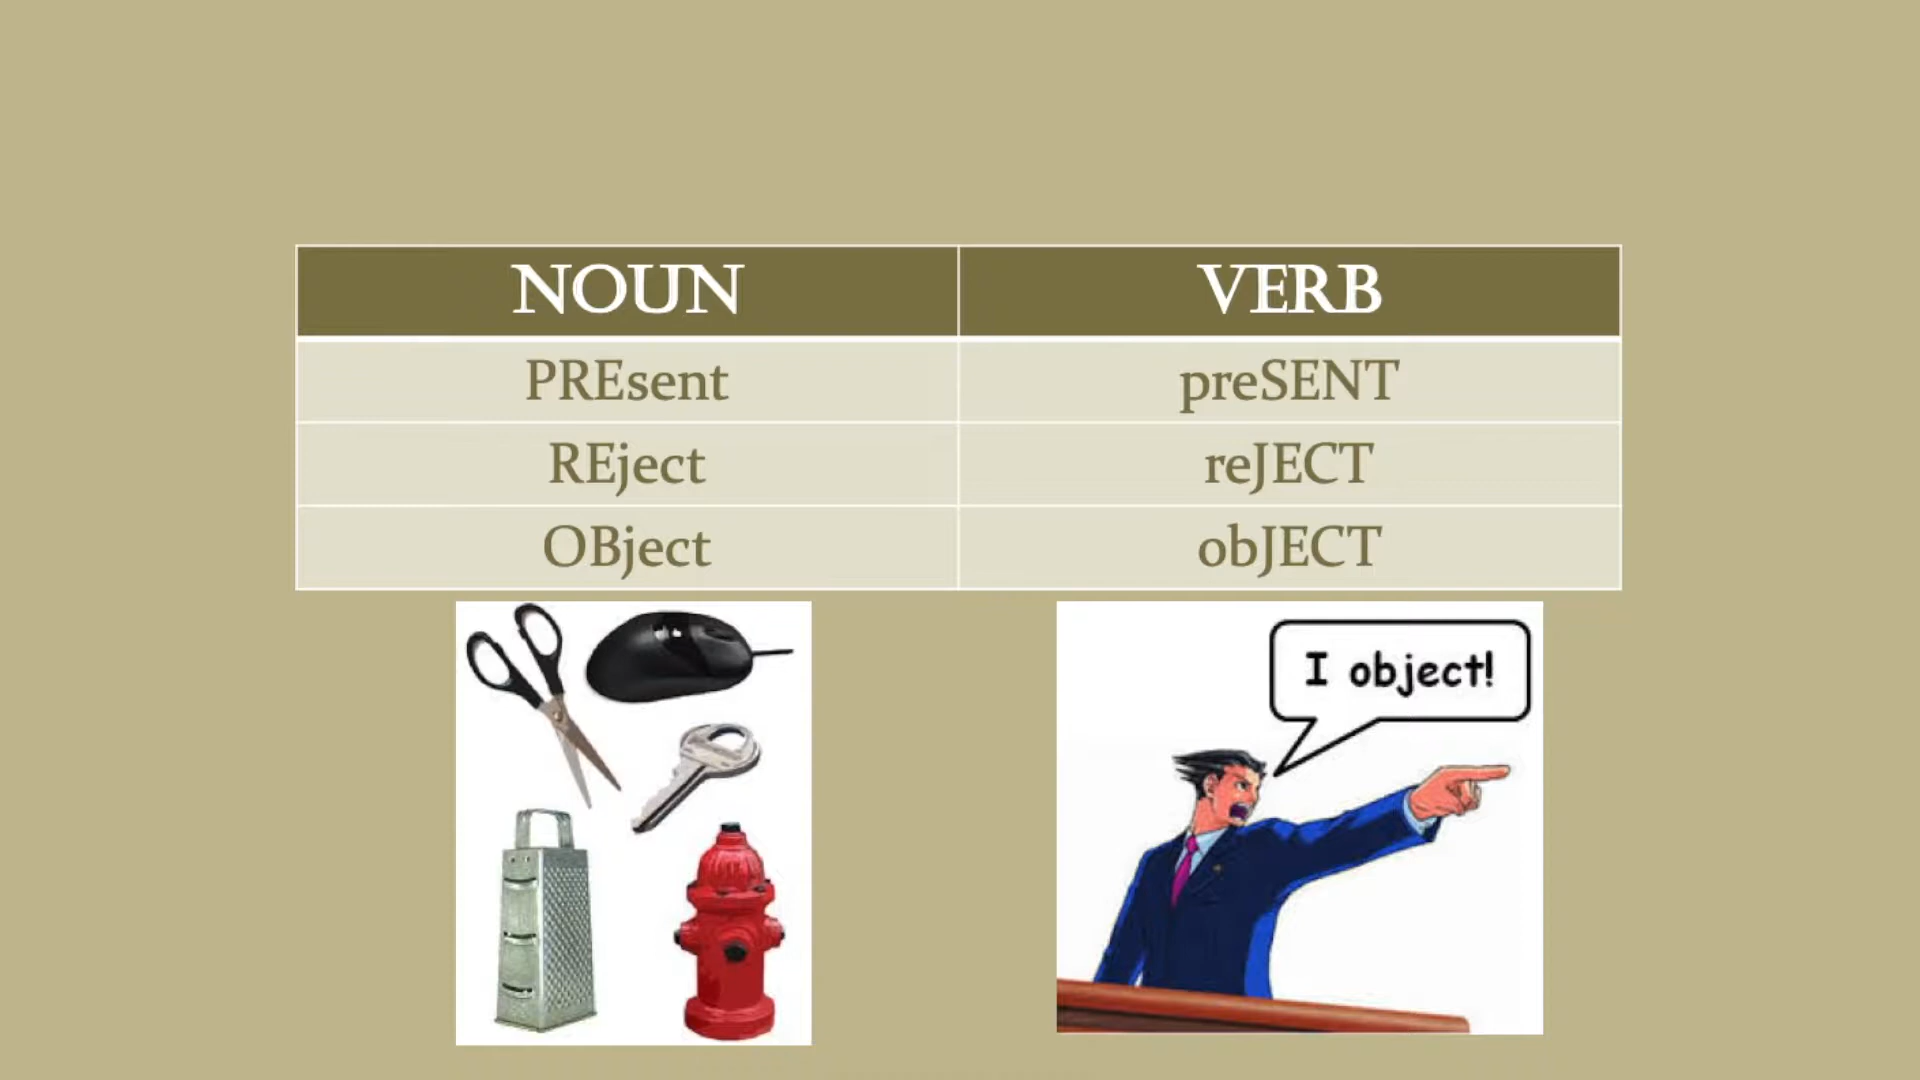 NOUN VERB
PREsent preSENT
REject reJECT
OBject obJECT
I object!